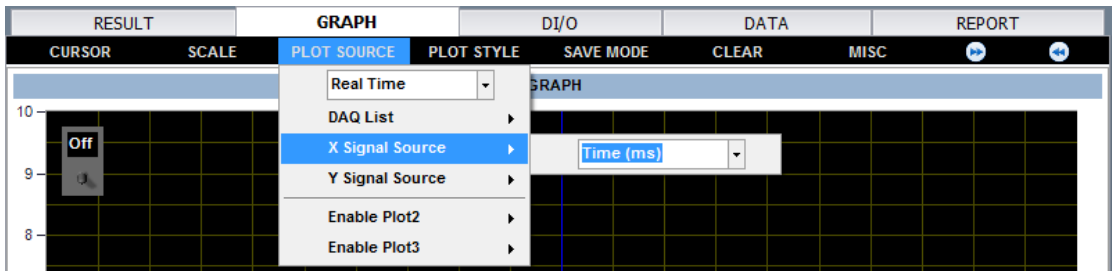 RESULT GRAPH DI/O DATA REPORT
CURSOR SCALE PLOT SOURCE PLOT STYLE SAVE MODE CLEAR MISC
Real Time
GRAPH
10
DAQ List
Off
X Signal Source
Time (ms)
9
Y Signal Source
Enable Plot2
8
Enable Plot3